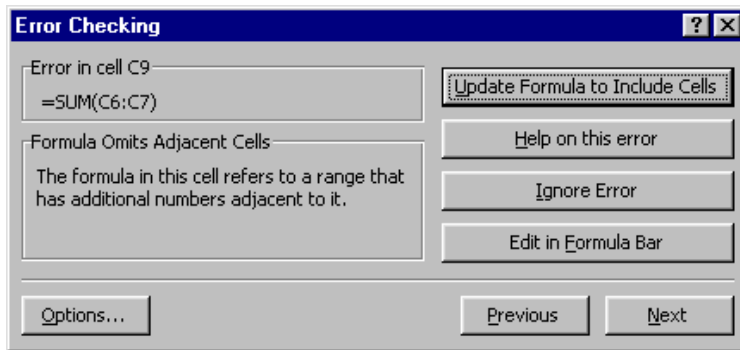 Error Checking
Error in cell C9
=SUM(C6:C7)
Formula Omits Adjacent Cells
The formula in this cell refers to a range that
has additional numbers adjacent to it.
Update Formula to Include Cells
Help on this error
Ignore Error
Edit in Formula Bar
Options...
Previous
Next